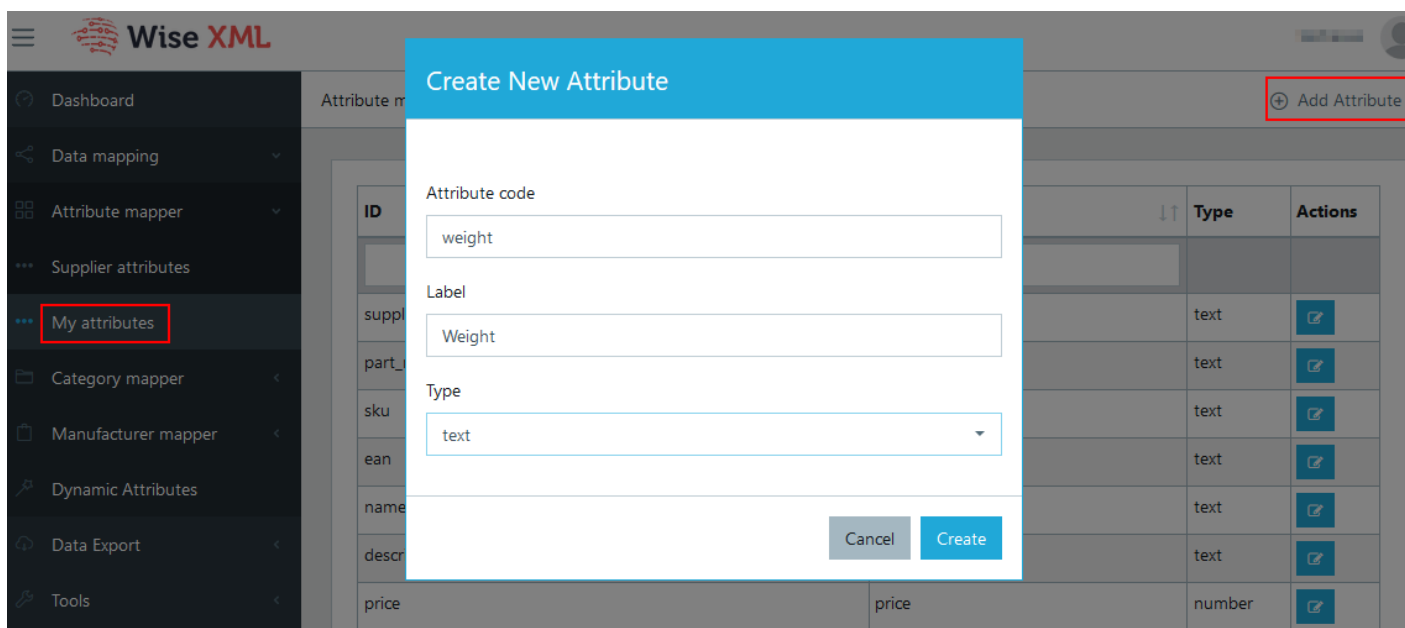 Wise XML
Create New Attribute
Dashboard
Attribute m
Add Attribute
Data mapping
Attribute code
Attribute mapper
ID
Type
Actions
weight
Supplier attributes
Label
My attributes
suppl
text
Weight
part_
text
Category mapper
Type
sku
text
text
Manufacturer mapper
ean
text
Dynamic Attributes
name
text
Cancel
Create
Data Export
descr
text
Tools
price
price
number